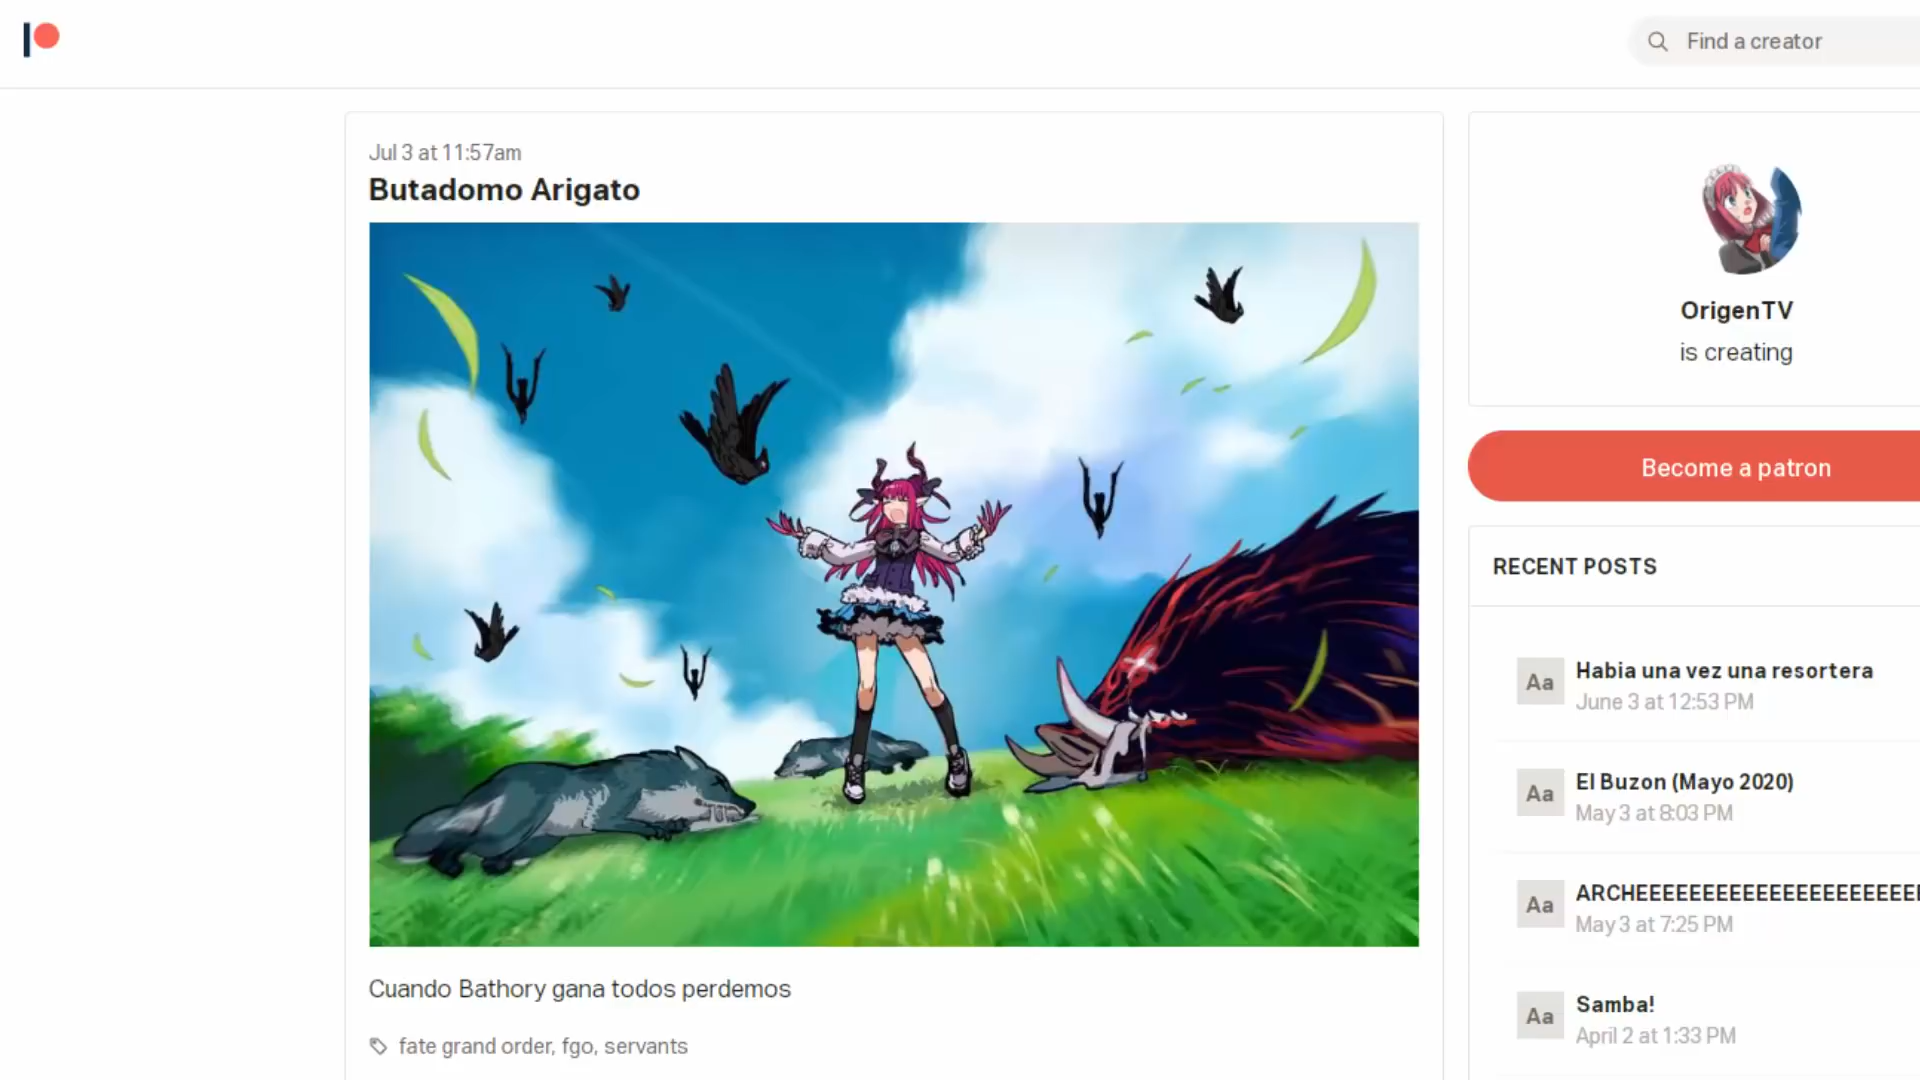 Find a creator
Jul 3 at 11:57am
Butadomo Arigato
Cuando Bathory gana todos perdemos
fate grand order, fgo, servants
OrigenTV
is creating
Become a patron
RECENT POSTS
Aa
Habia una vez una resortera
June 3 at 12:53 PM
Aa
El Buzon (Mayo 2020)
May 3 at 8:03 PM
Aa
ARCHEEEEEEEEEEEEEEEEEEEEEE
May 3 at 7:25 PM
Aa
Samba!
April 2 at 1:33 PM